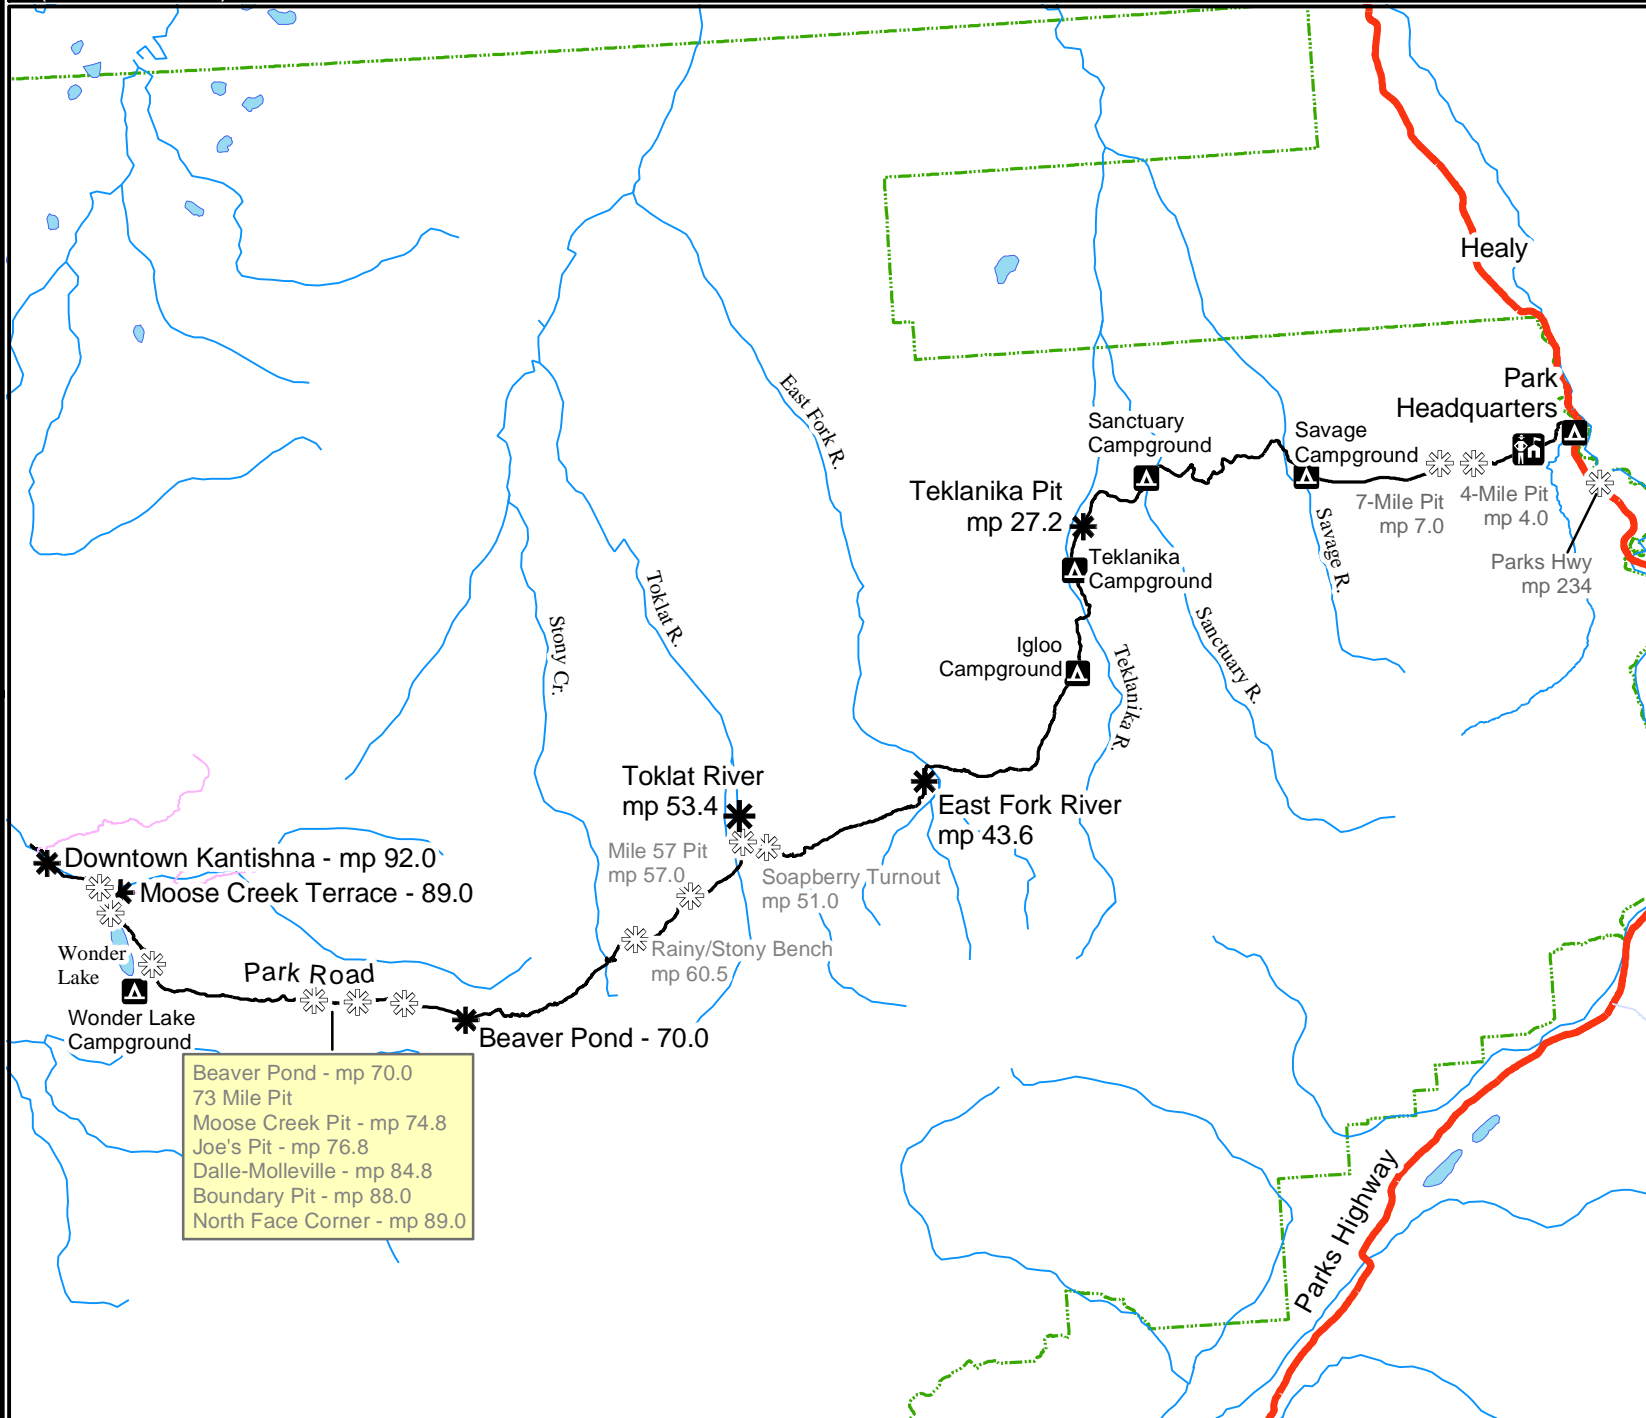 Healy
Park
Headquarters
Sanctuary
Campground
Savage
Campground
East Fork R.
Teklanika Pit
mp 27.2
7-Mile Pit
mp 7.0
4-Mile Pit
mp 4.0
Parks Hwy
mp 234
Savage R.
Teklanika
Campground
Toklat R.
Stony Cr.
Sanctuary R.
Igloo
Campground
Teklanika R.
Toklat River
mp 53.4
East Fork River
mp 43.6
Mile 57 Pit
mp 57.0
Soapberry Turnout
mp 51.0
Downtown Kantishna - mp 92.0
Moose Creek Terrace - 89.0
Rainy/Stony Bench
mp 60.5
Wonder
Lake
Park Road
Wonder Lake
Campground
Beaver Pond - 70.0
Beaver Pond - mp 70.0
73 Mile Pit
Moose Creek Pit - mp 74.8
Joe's Pit - mp 76.8
Dalle-Molleville - mp 84.8
Boundary Pit - mp 88.0
North Face Corner - mp 89.0
Parks Highway